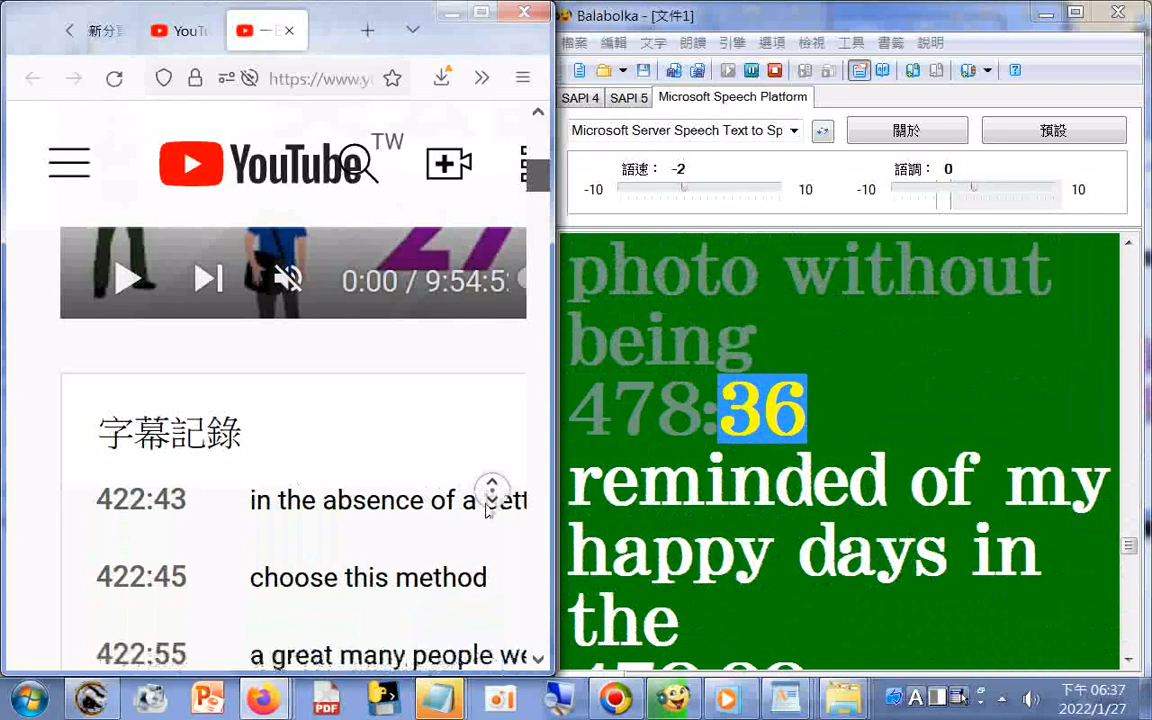 新分
YouTu
一E
https://www.y
YouTube
TW
27
0:00 / 9:54:5
字幕記錄
422:43 in the absence of a
422:45 choose this method
422:55 a great many people we
Balabolka - [文件1]
檔案 編輯 文字 朗讀 引擎 選項 檢視 工具 書籤 說明
SAPI 4 SAPI 5 Microsoft Speech Platform
Microsoft Server Speech Text to Sp
關於 預設
語速： -2 語調： 0
-10 10 -10 10
photo without
being
478:36
reminded of my
happy days in
the
A
下午 06:37
2022/1/27
PDF